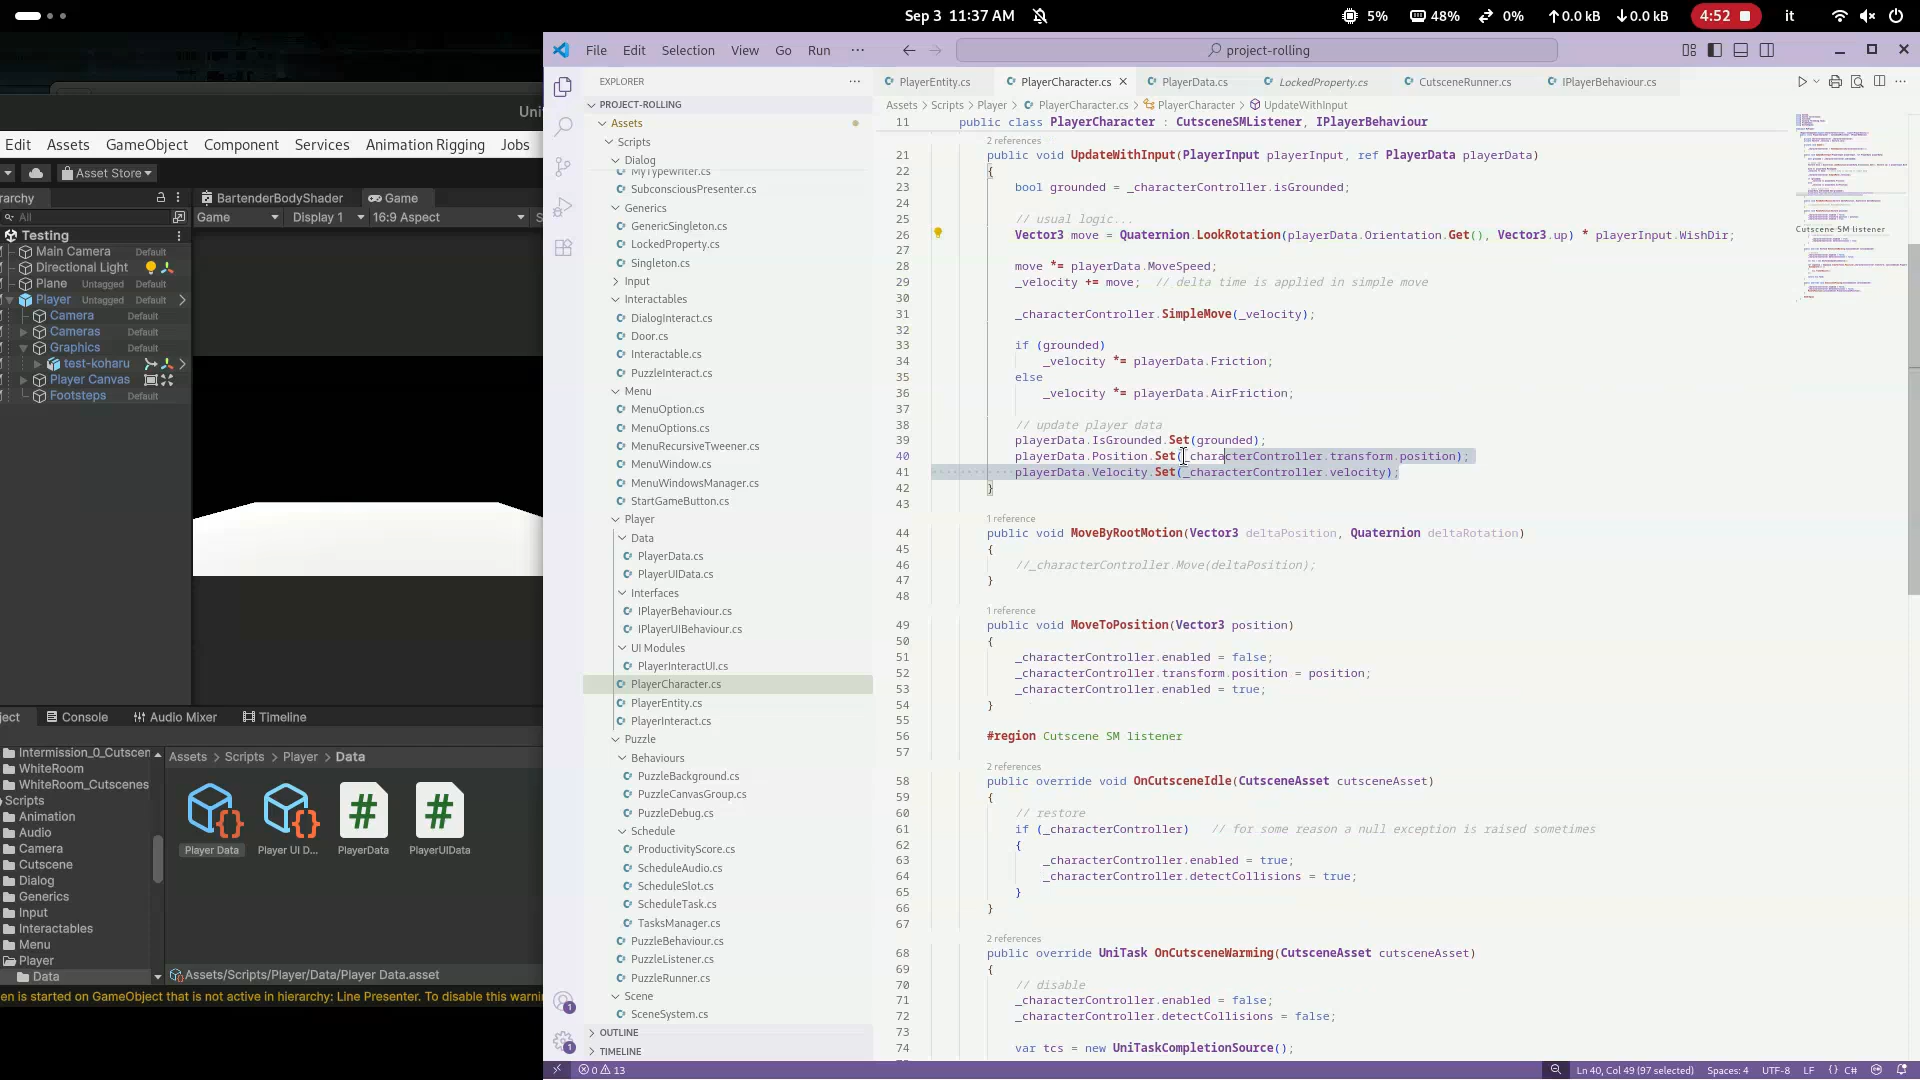 Sep 3 11:37 AM
5%
48%
0%
0.0 kB
0.0 kB
4:52
it
File Edit Selection View Go Run ···
project-rolling
Edit Assets GameObject Component Services Animation Rigging Jobs
Asset Store
BartenderBodyShader
Game
Game
Display 1
16:9 Aspect
All
Testing
Main Camera Default
Directional Light
Plane Untagged Default
Player Untagged Default
Camera Default
Cameras Default
Graphics Default
test-koharu
Player Canvas
Footsteps Default
Console
Audio Mixer
Timeline
Intermission_0_Cutscen
WhiteRoom
WhiteRoom_Cutscenes
Scripts
Animation
Audio
Camera
Cutscene
Dialog
Generics
Input
Interactables
Menu
Player
Data
Assets > Scripts > Player > Data
Player Data
Player UI D...
PlayerData
PlayerUIData
Assets/Scripts/Player/Data/Player Data.asset
en is started on GameObject that is not active in hierarchy: Line Presenter. To disable this warnin
EXPLORER
PROJECT-ROLLING
Assets
Scripts
Dialog
MyTypewriter.cs
SubconsciousPresenter.cs
Generics
GenericSingleton.cs
LockedProperty.cs
Singleton.cs
Input
Interactables
DialogInteract.cs
Door.cs
Interactable.cs
PuzzleInteract.cs
Menu
MenuOption.cs
MenuOptions.cs
MenuRecursiveTweener.cs
MenuWindow.cs
MenuWindowsManager.cs
StartGameButton.cs
Player
Data
PlayerData.cs
PlayerUIData.cs
Interfaces
IPlayerBehaviour.cs
IPlayerUIBehaviour.cs
UI Modules
PlayerInteractUI.cs
PlayerCharacter.cs
PlayerEntity.cs
PlayerInteract.cs
Puzzle
Behaviours
PuzzleBackground.cs
PuzzleCanvasGroup.cs
PuzzleDebug.cs
Schedule
ProductivityScore.cs
ScheduleAudio.cs
ScheduleSlot.cs
ScheduleTask.cs
TasksManager.cs
PuzzleBehaviour.cs
PuzzleListener.cs
PuzzleRunner.cs
Scene
SceneSystem.cs
OUTLINE
TIMELINE
PlayerEntity.cs
PlayerCharacter.cs
PlayerData.cs
LockedProperty.cs
CutsceneRunner.cs
IPlayerBehaviour.cs
Assets > Scripts > Player > PlayerCharacter.cs > PlayerCharacter > UpdateWithInput
11 public class PlayerCharacter : CutsceneSMListener, IPlayerBehaviour
2 references
21 public void UpdateWithInput(PlayerInput playerInput, ref PlayerData playerData)
22 {
23 bool grounded = _characterController.isGrounded;
24
25 // usual logic...
26 Vector3 move = Quaternion.LookRotation(playerData.Orientation.Get(), Vector3.up) * playerInput.WishDir;
27
28 move *= playerData.MoveSpeed;
29 _velocity += move; // delta time is applied in simple move
30
31 _characterController.SimpleMove(_velocity);
32
33 if (grounded)
34 _velocity *= playerData.Friction;
35 else
36 _velocity *= playerData.AirFriction;
37
38 // update player data
39 playerData.IsGrounded.Set(grounded);
40 playerData.Position.Set(_characterController.transform.position);
41 playerData.Velocity.Set(_characterController.velocity);
42 }
43
1 reference
44 public void MoveByRootMotion(Vector3 deltaPosition, Quaternion deltaRotation)
45 {
46 //_characterController.Move(deltaPosition);
47 }
48
1 reference
49 public void MoveToPosition(Vector3 position)
50 {
51 _characterController.enabled = false;
52 _characterController.transform.position = position;
53 _characterController.enabled = true;
54 }
55
56 #region Cutscene SM listener
57
2 references
58 public override void OnCutsceneIdle(CutsceneAsset cutsceneAsset)
59 {
60 // restore
61 if (_characterController) // for some reason a null exception is raised sometimes
62 {
63 _characterController.enabled = true;
64 _characterController.detectCollisions = true;
65 }
66 }
67
2 references
68 public override UniTask OnCutsceneWarming(CutsceneAsset cutsceneAsset)
69 {
70 // disable
71 _characterController.enabled = false;
72 _characterController.detectCollisions = false;
73
74 var tcs = new UniTaskCompletionSource();
Cutscene SM listener
0 13
Ln 40, Col 49 (97 selected) Spaces: 4 UTF-8 LF {} C#